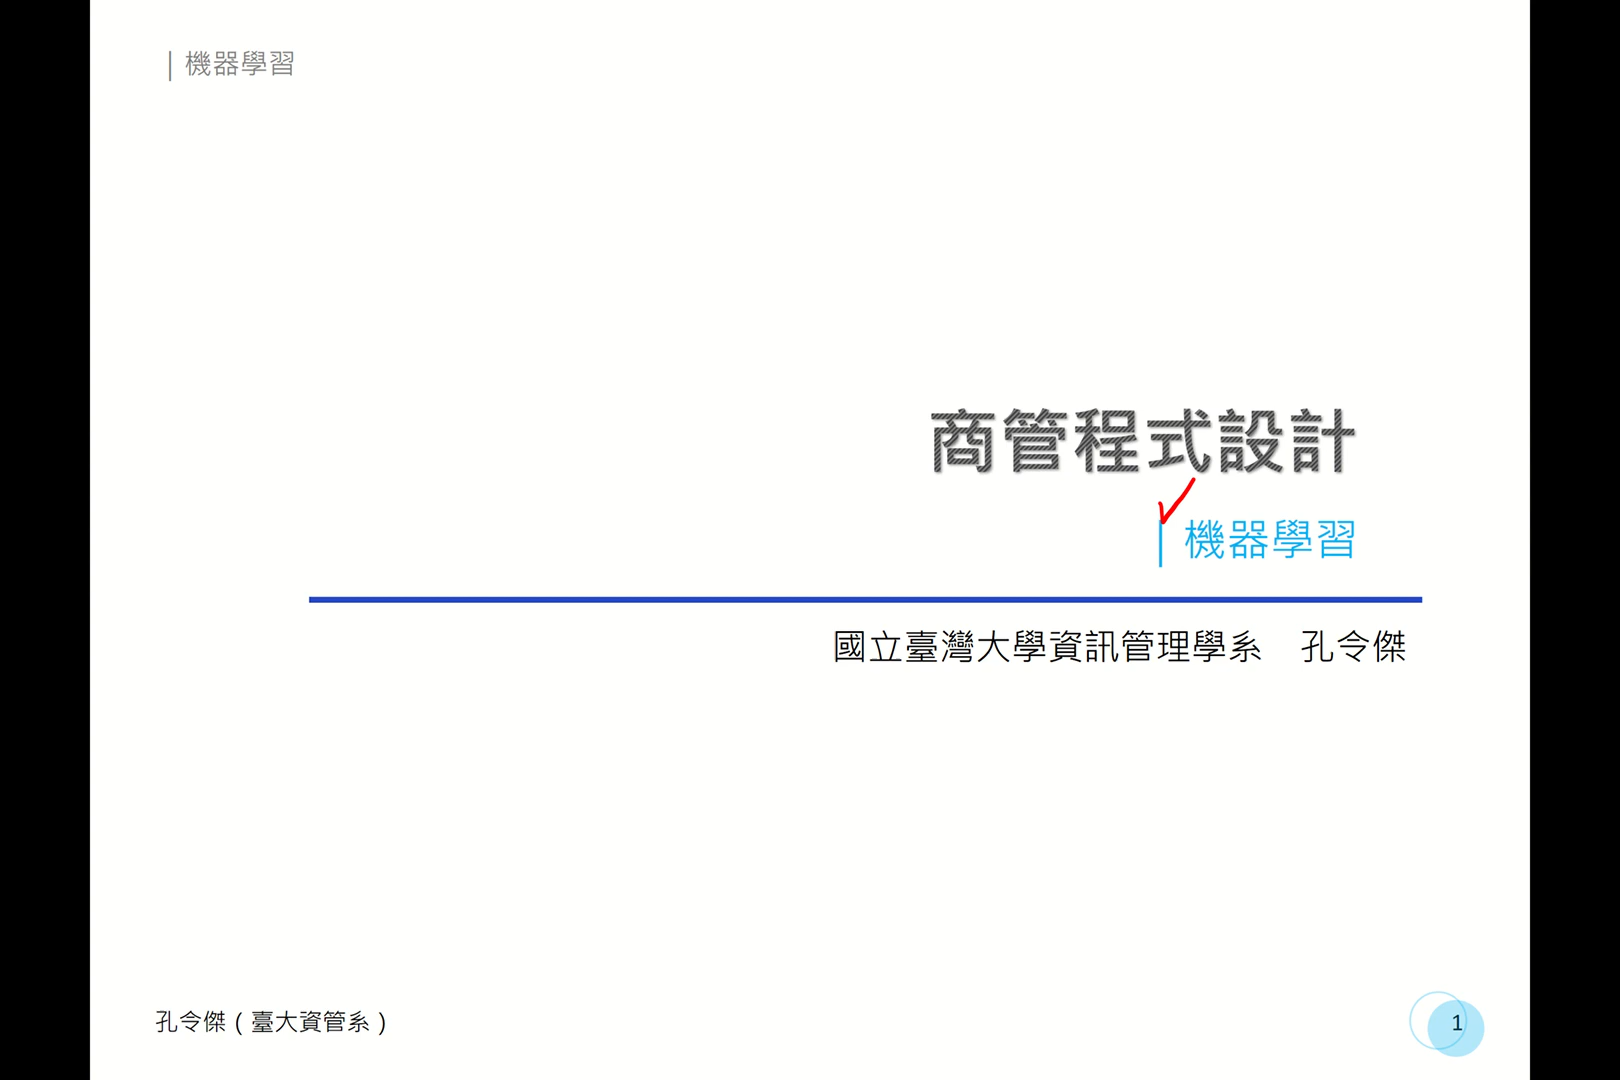 | 機器學習
商管程式設計
| 機器學習
國立臺灣大學資訊管理學系　孔令傑
孔令傑（臺大資管系）
1